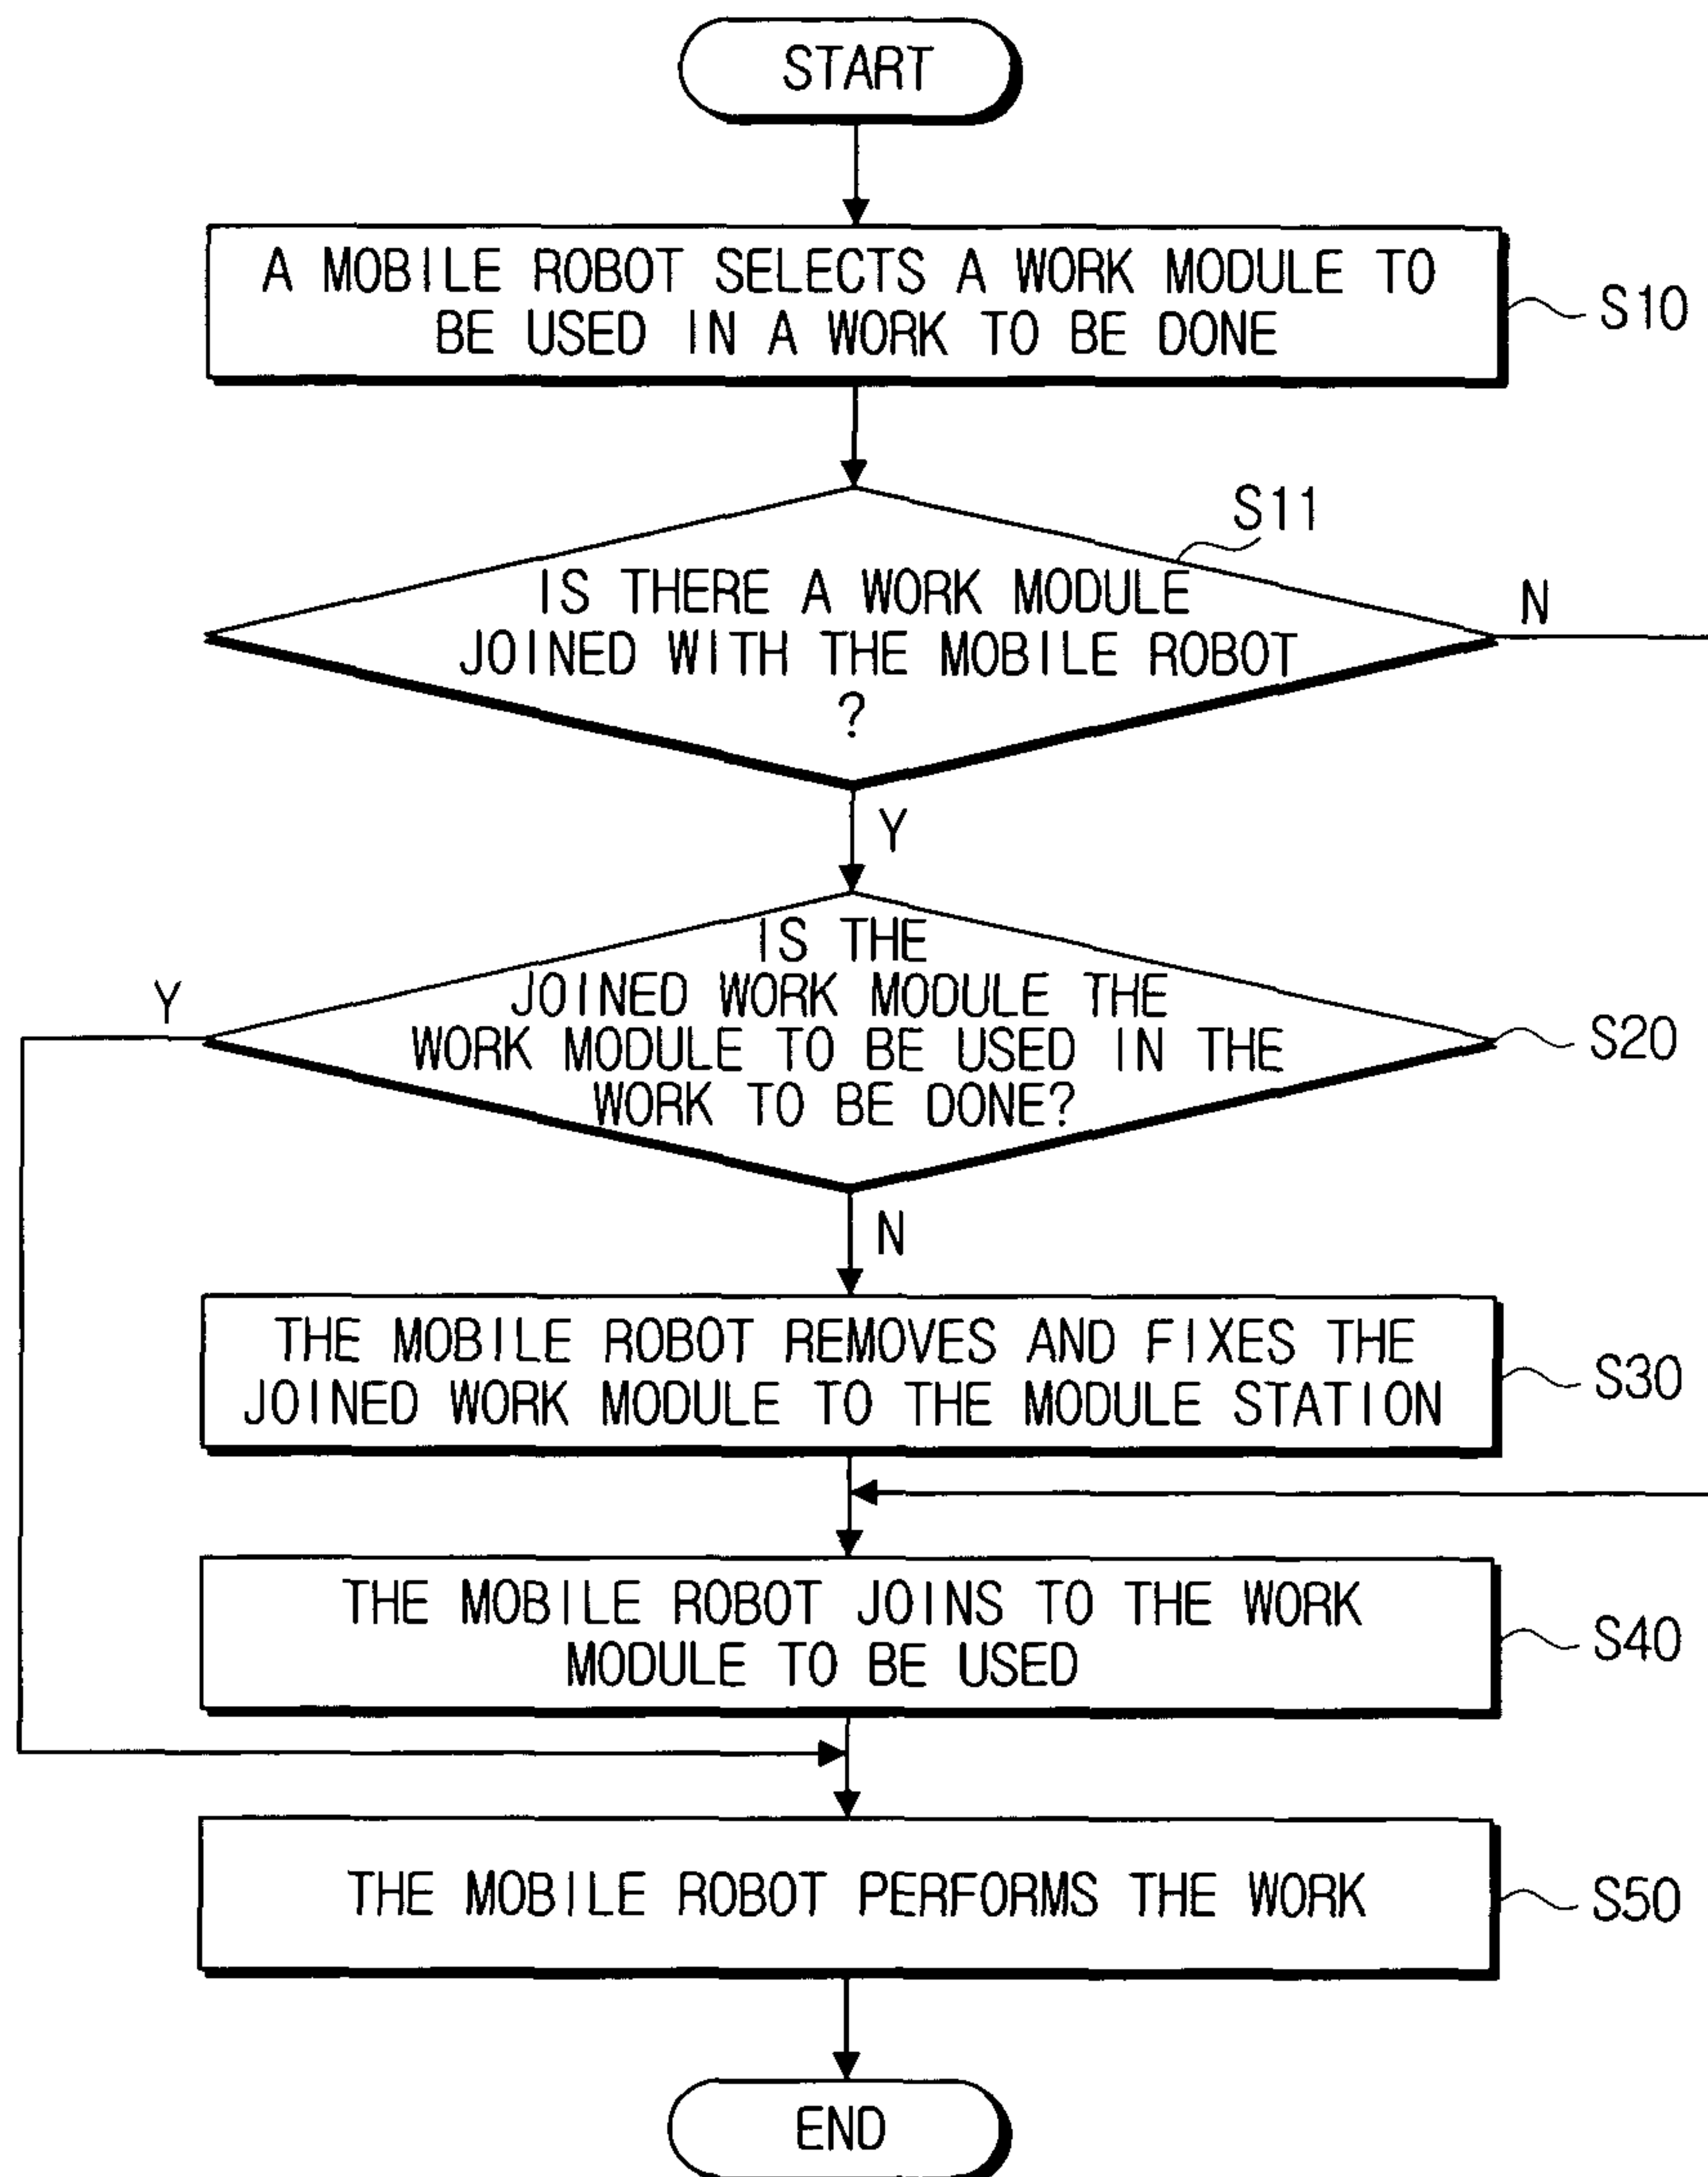 START
A MOBILE ROBOT SELECTS A WORK MODULE TO
BE USED IN A WORK TO BE DONE
S10
S11
IS THERE A WORK MODULE
JOINED WITH THE MOBILE ROBOT
?
N
Y
IS THE
JOINED WORK MODULE THE
WORK MODULE TO BE USED IN THE
WORK TO BE DONE?
Y
S20
N
THE MOBILE ROBOT REMOVES AND FIXES THE
JOINED WORK MODULE TO THE MODULE STATION
S30
THE MOBILE ROBOT JOINS TO THE WORK
MODULE TO BE USED
S40
THE MOBILE ROBOT PERFORMS THE WORK
S50
END